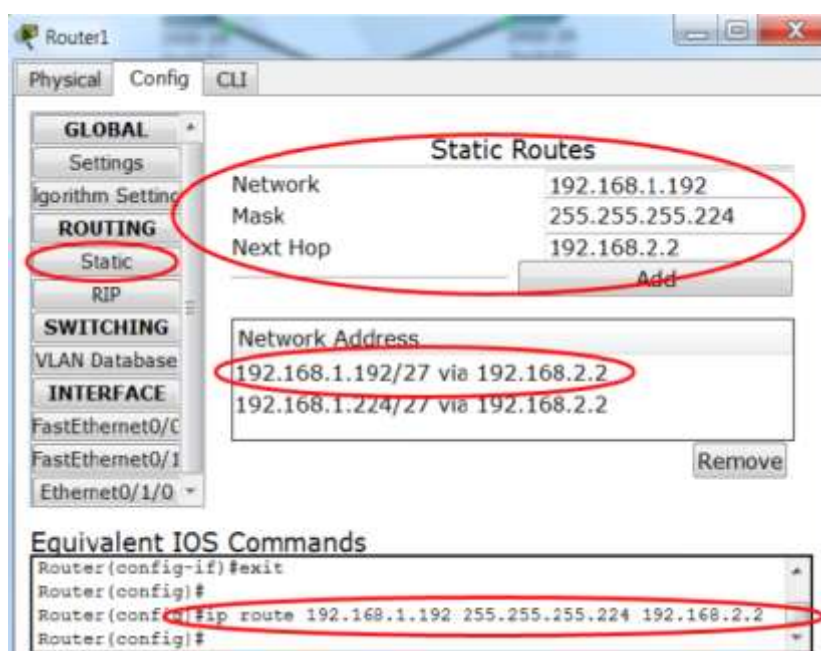 Router1
Physical Config CLI
GLOBAL
Settings
lgorithm Setting
ROUTING
Static
RIP
SWITCHING
VLAN Database
INTERFACE
FastEthernet0/0
FastEthernet0/1
Ethernet0/1/0
Static Routes
Network 192.168.1.192
Mask 255.255.255.224
Next Hop 192.168.2.2
Add
Network Address
192.168.1.192/27 via 192.168.2.2
192.168.1.224/27 via 192.168.2.2
Remove
Equivalent IOS Commands
Router(config-if)#exit
Router(config)#
Router(config)#ip route 192.168.1.192 255.255.255.224 192.168.2.2
Router(config)#